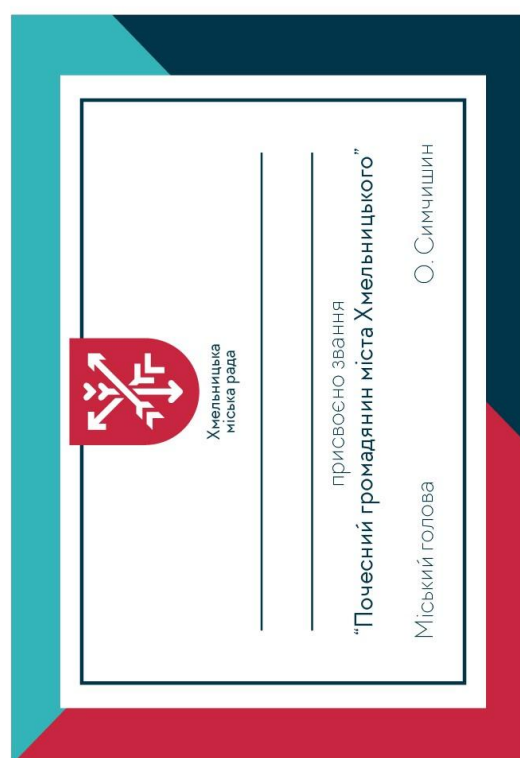 Хмельницька
міська рада
присвоєно звання
“Почесний громадянин міста Хмельницького”
Міський голова О. Симчишин